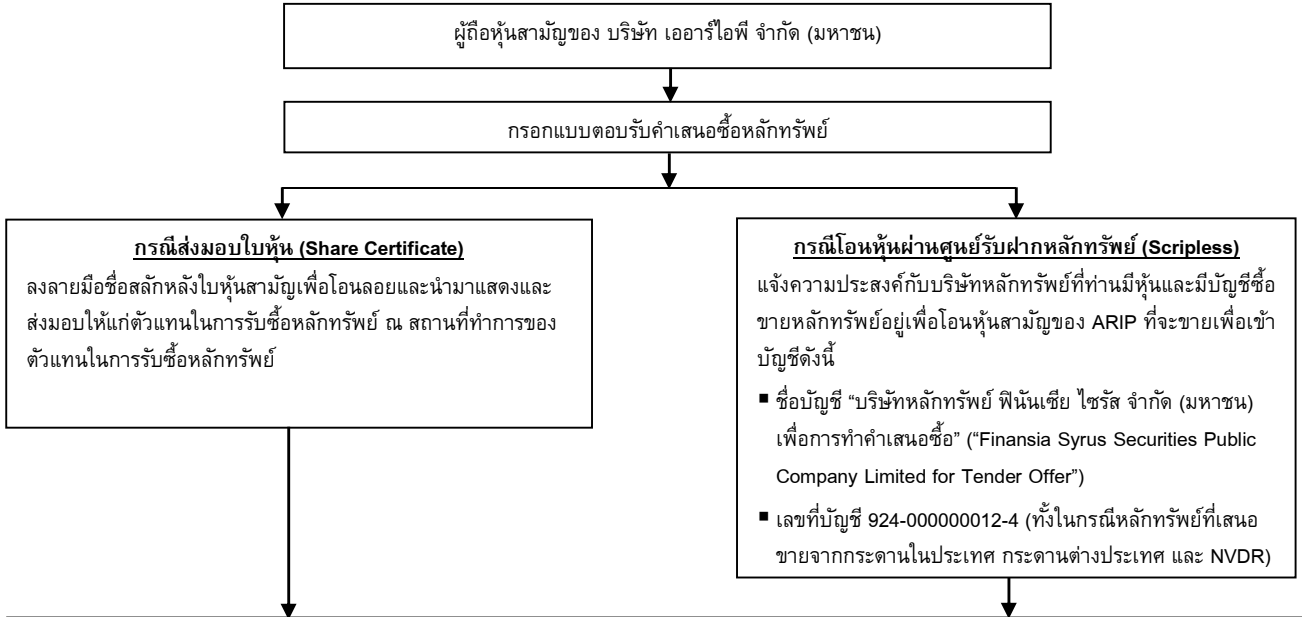 ผู้ถือหุ้นสามัญของ บริษัท เออาร์ไอพี จำกัด (มหาชน)
กรอกแบบตอบรับคำเสนอซื้อหลักทรัพย์
กรณีส่งมอบใบหุ้น (Share Certificate)
ลงลายมือชื่อสลักหลังใบหุ้นสามัญเพื่อโอนลอยและนำมาแสดงและ
ส่งมอบให้แก่ตัวแทนในการรับซื้อหลักทรัพย์ ณ สถานที่ทำการของ
ตัวแทนในการรับซื้อหลักทรัพย์
กรณีโอนหุ้นผ่านศูนย์รับฝากหลักทรัพย์ (Scripless)
แจ้งความประสงค์กับบริษัทหลักทรัพย์ที่ท่านมีหุ้นและมีบัญชีซื้อ
ขายหลักทรัพย์อยู่เพื่อโอนหุ้นสามัญของ ARIP ที่จะขายเพื่อเข้า
บัญชีดังนี้
▪ ชื่อบัญชี “บริษัทหลักทรัพย์ ฟินันเซีย ไซรัส จำกัด (มหาชน)
เพื่อการทำคำเสนอซื้อ” (“Finansia Syrus Securities Public
Company Limited for Tender Offer”)
▪ เลขที่บัญชี 924-000000012-4 (ทั้งในกรณีหลักทรัพย์ที่เสนอ
ขายจากกระดานในประเทศ กระดานต่างประเทศ และ NVDR)